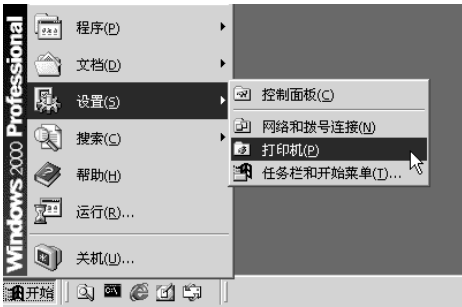 Windows 2000 Professional
程序(P)
文档(D)
设置(S)
搜索(C)
帮助(H)
运行(R)...
关机(U)...
控制面板(C)
网络和拨号连接(N)
打印机(P)
任务栏和开始菜单(T)...
开始